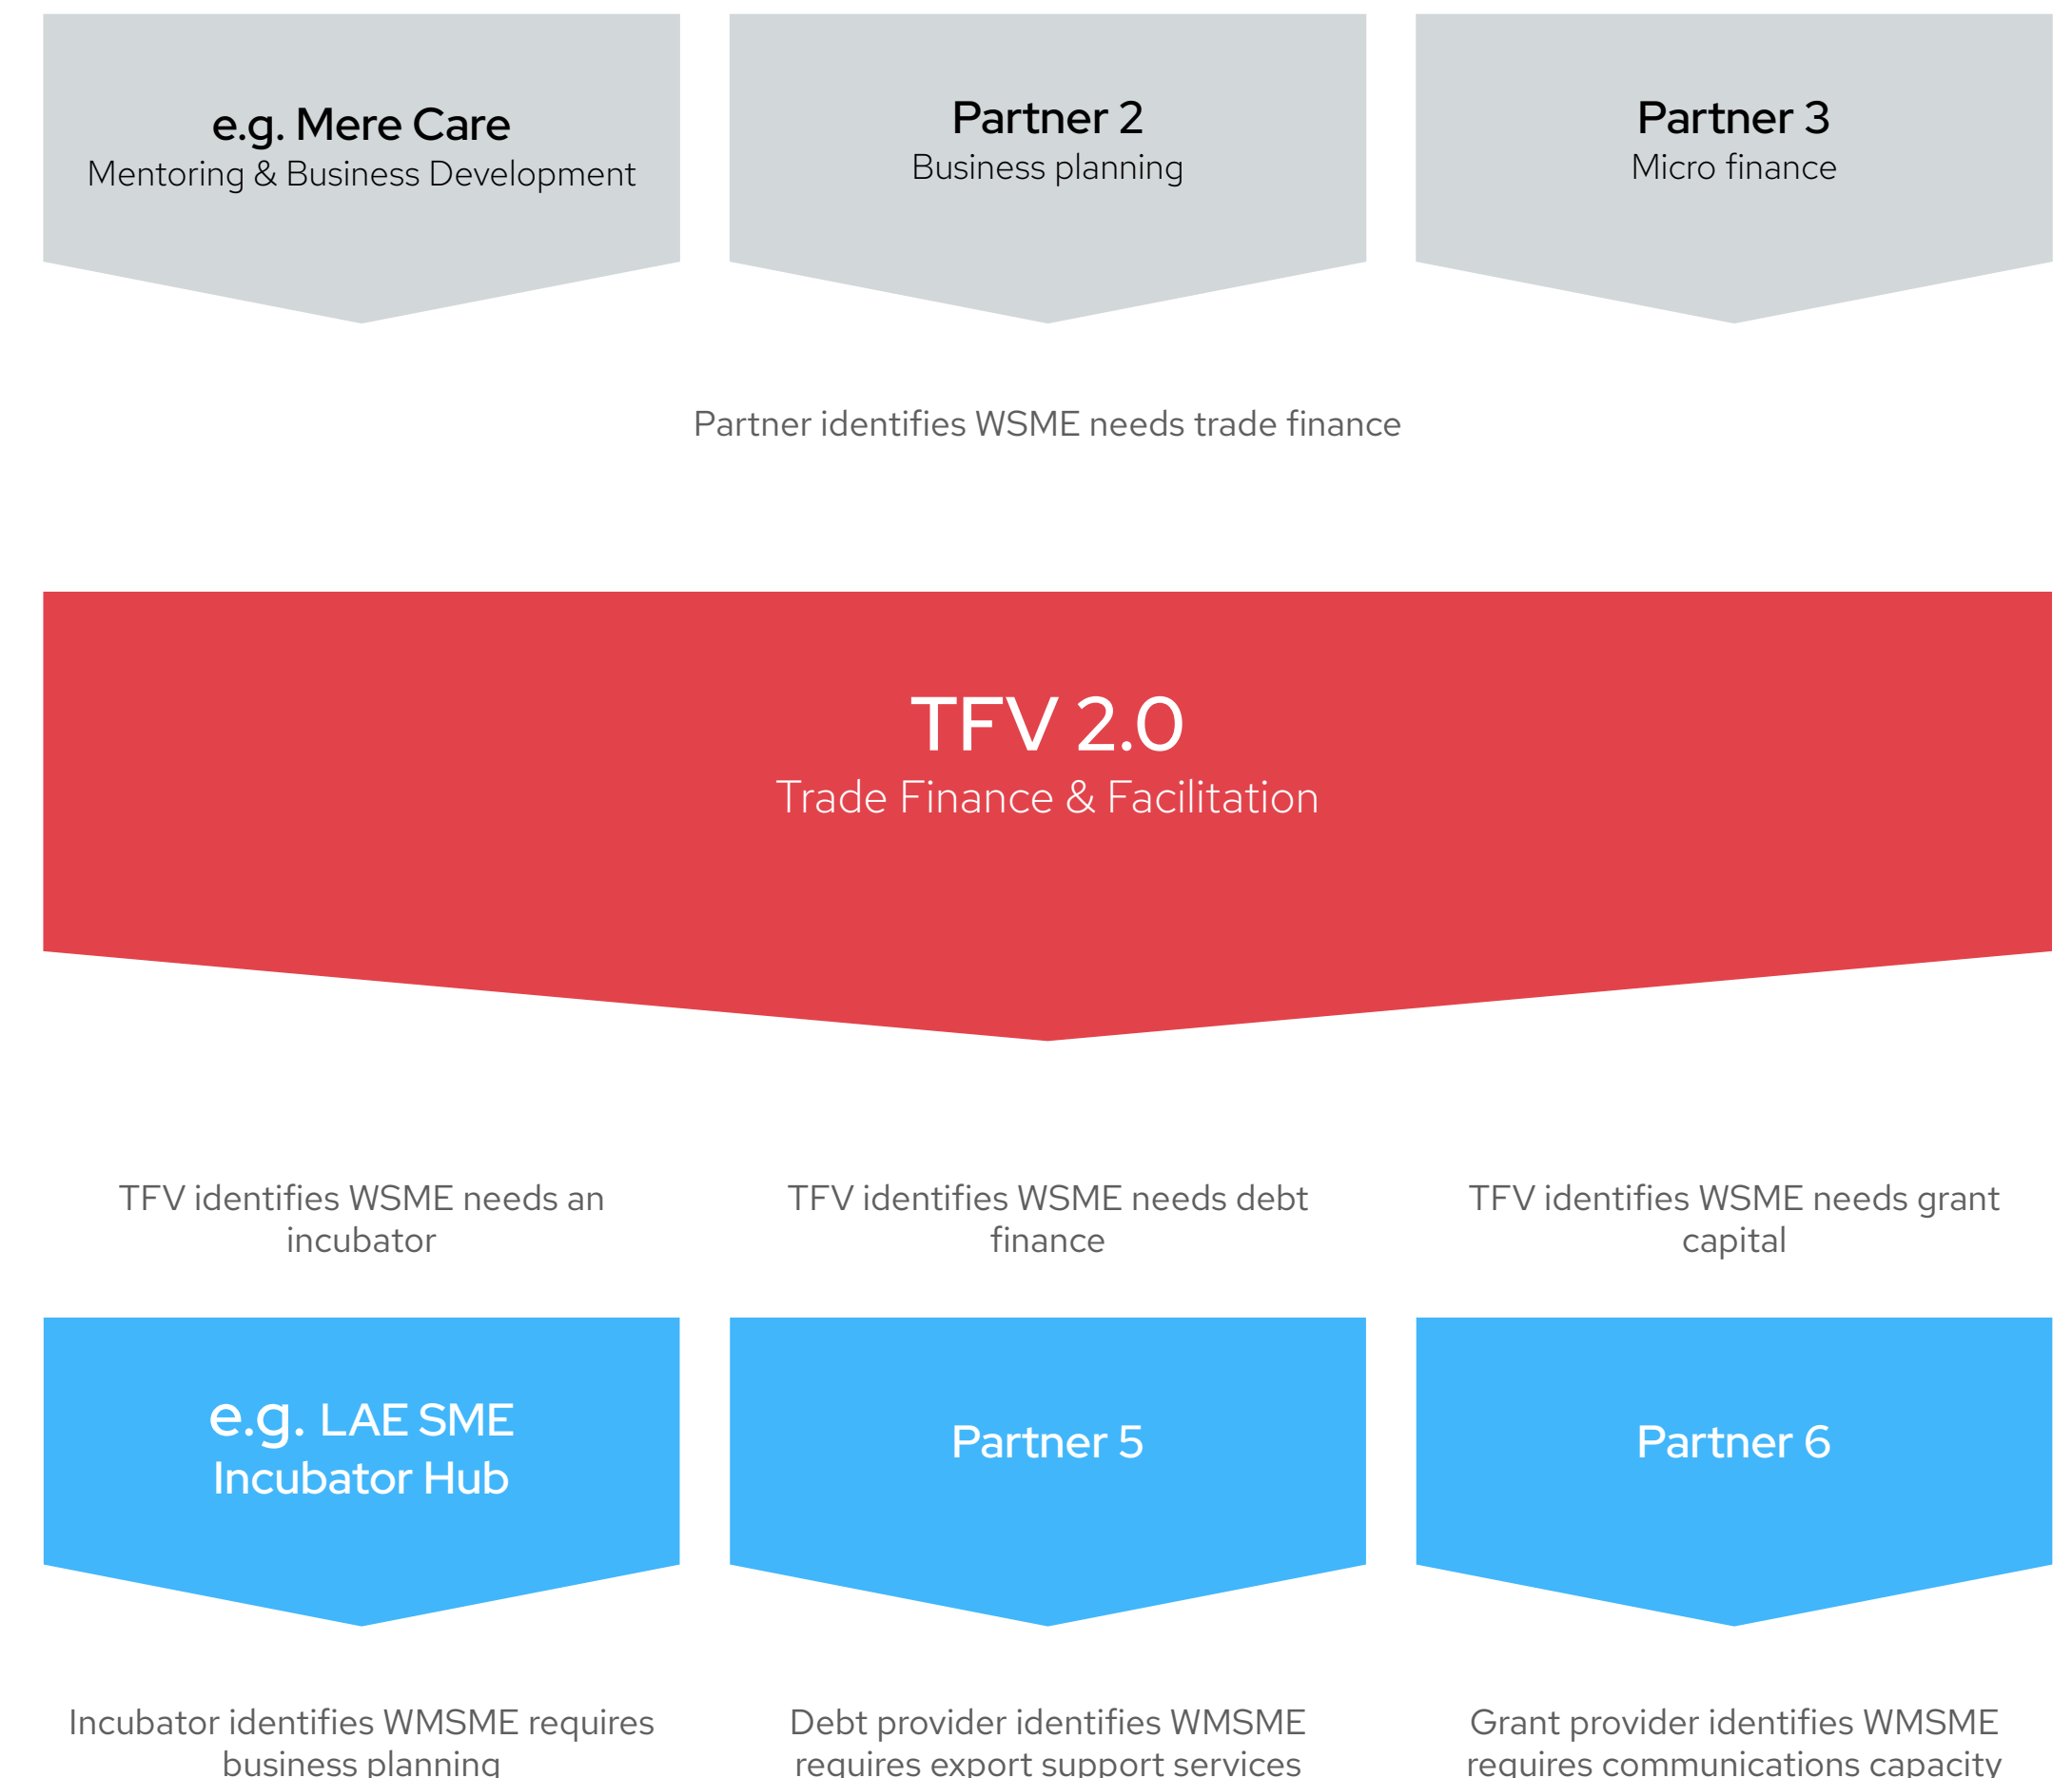 e.g. Mere Care
Mentoring & Business Development
Partner 2
Business planning
Partner 3
Micro finance
Partner identifies WSME needs trade finance
TFV 2.0
Trade Finance & Facilitation
TFV identifies WSME needs an
incubator
TFV identifies WSME needs debt
finance
TFV identifies WSME needs grant
capital
e.g. LAE SME
Incubator Hub
Partner 5
Partner 6
Incubator identifies WMSME requires
business planning
Debt provider identifies WMSME
requires export support services
Grant provider identifies WMSME
requires communications capacity